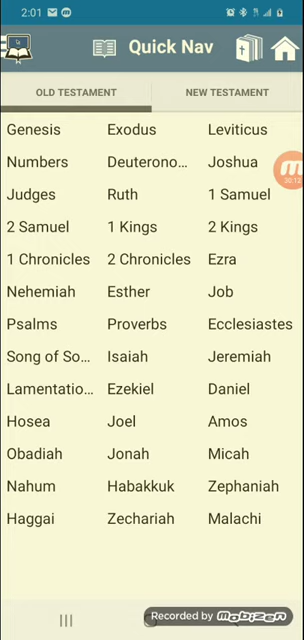 2:01
Quick Nav
OLD TESTAMENT NEW TESTAMENT
Genesis Exodus Leviticus
Numbers Deuterono... Joshua
Judges Ruth 1 Samuel
2 Samuel 1 Kings 2 Kings
1 Chronicles 2 Chronicles Ezra
Nehemiah Esther Job
Psalms Proverbs Ecclesiastes
Song of So... Isaiah Jeremiah
Lamentatio... Ezekiel Daniel
Hosea Joel Amos
Obadiah Jonah Micah
Nahum Habakkuk Zephaniah
Haggai Zechariah Malachi
Recorded by MOBIZEN